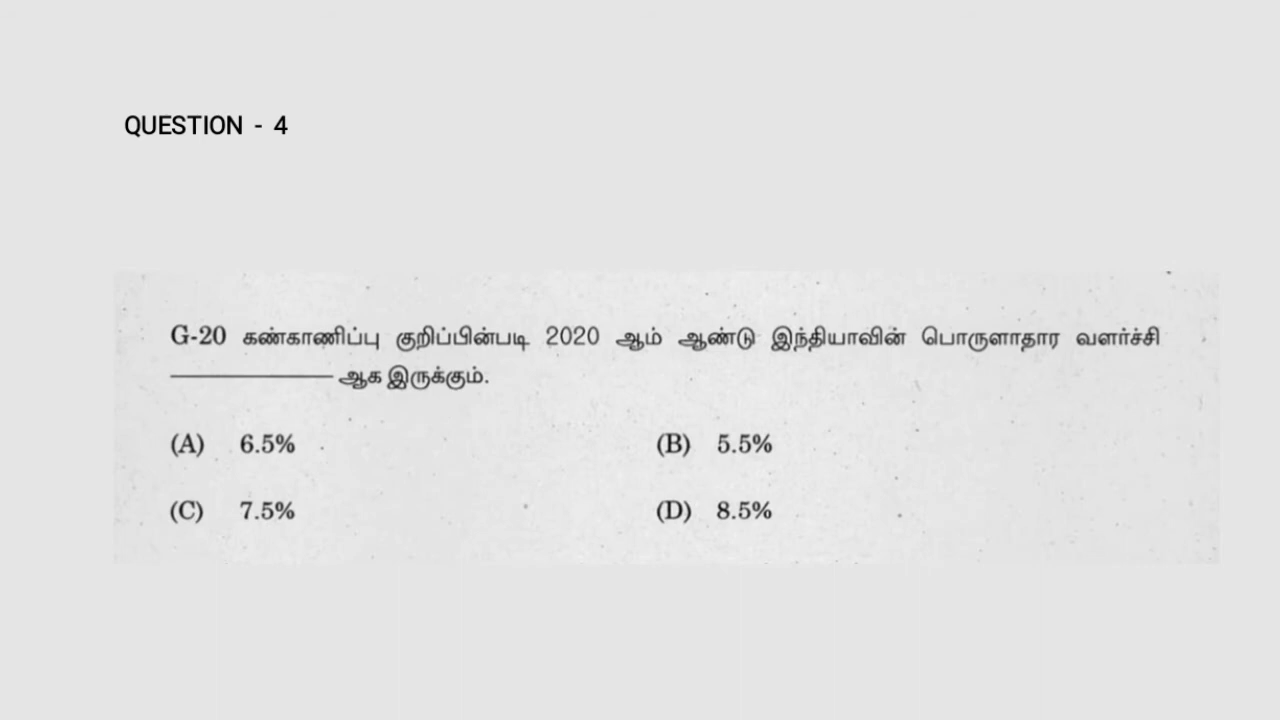 QUESTION - 4
G-20 கண்காணிப்பு குறிப்பின்படி 2020 ஆம் ஆண்டு இந்தியாவின் பொருளாதார வளர்ச்சி
____________ ஆக இருக்கும்.
(A) 6.5% (B) 5.5%
(C) 7.5% (D) 8.5%